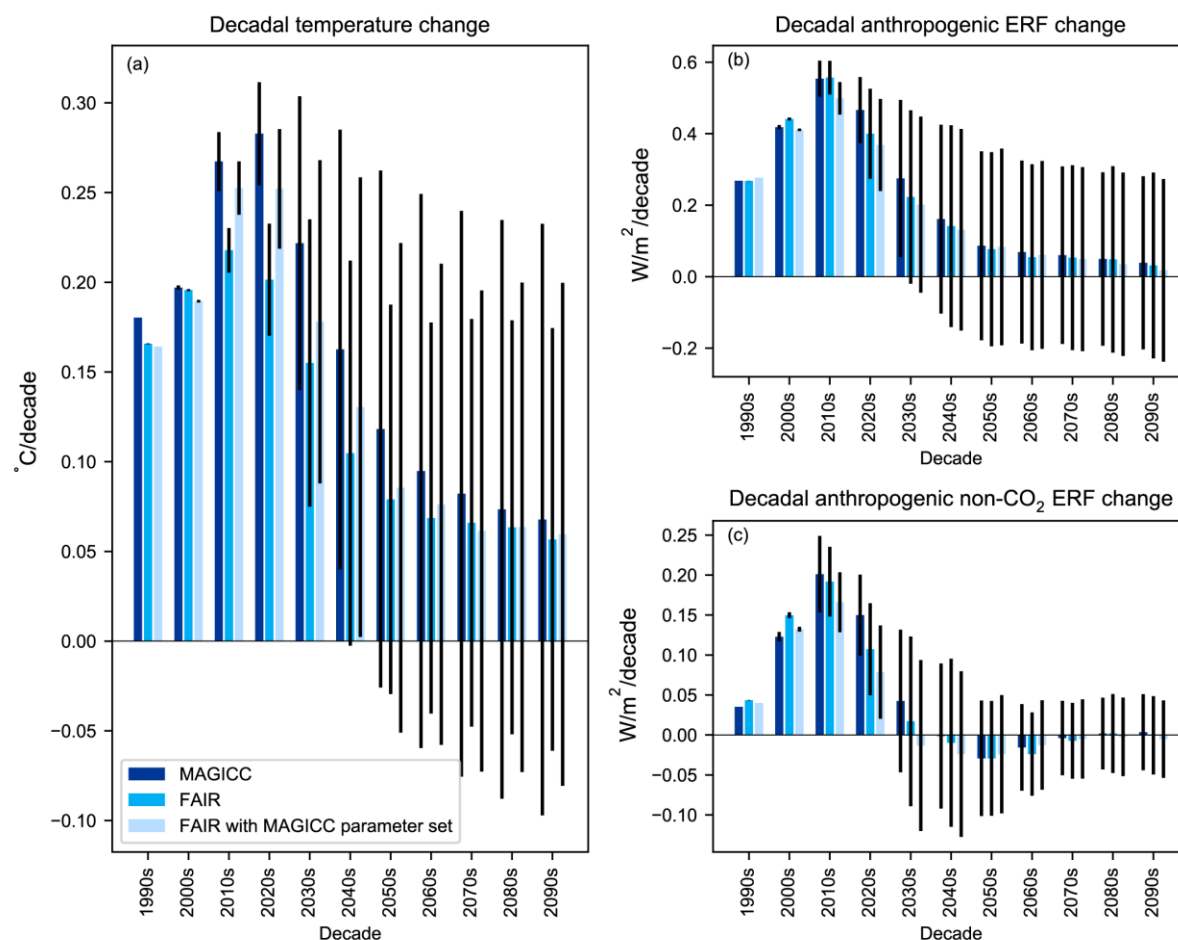 Decadal temperature change
(a)
°C/decade
0.30
0.25
0.20
0.15
0.10
0.05
0.00
−0.05
−0.10
MAGICC
FAIR
FAIR with MAGICC parameter set
1990s
2000s
2010s
2020s
2030s
2040s
2050s
2060s
2070s
2080s
2090s
Decade
Decadal anthropogenic ERF change
(b)
W/m²/decade
0.6
0.4
0.2
0.0
−0.2
1990s
2000s
2010s
2020s
2030s
2040s
2050s
2060s
2070s
2080s
2090s
Decade
Decadal anthropogenic non-CO₂ ERF change
(c)
W/m²/decade
0.25
0.20
0.15
0.10
0.05
0.00
−0.05
−0.10
1990s
2000s
2010s
2020s
2030s
2040s
2050s
2060s
2070s
2080s
2090s
Decade